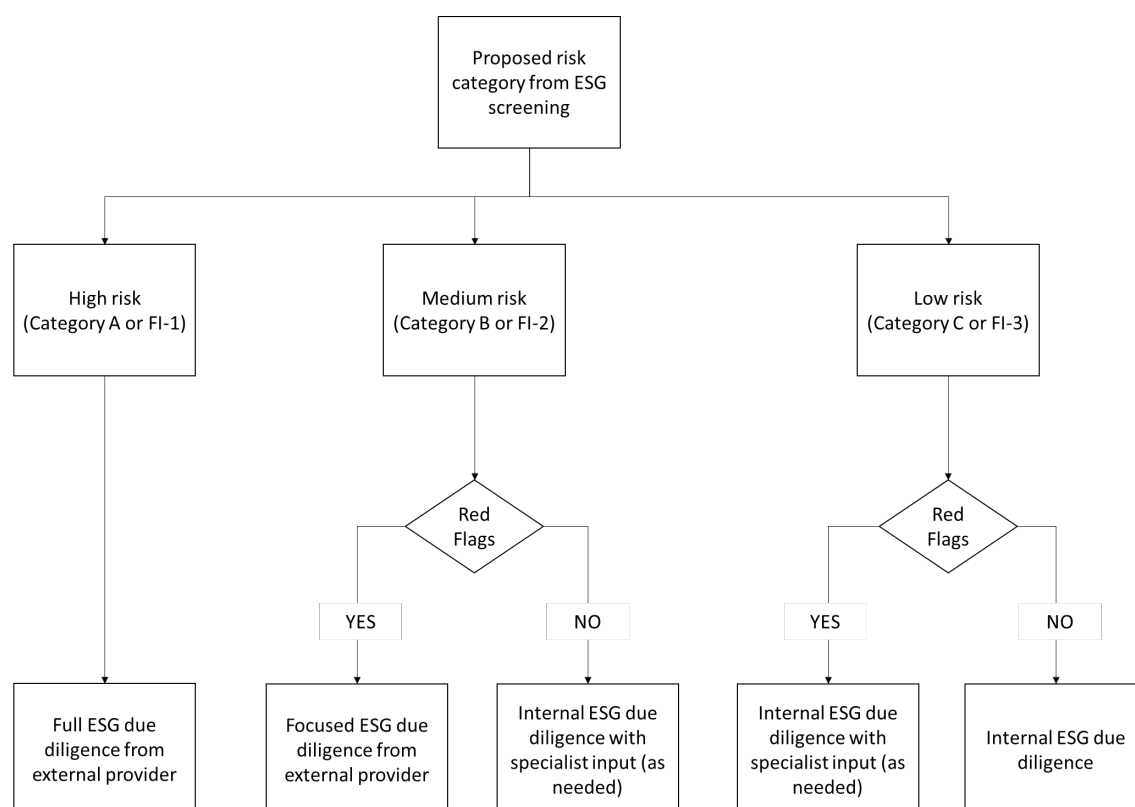 Proposed risk
category from ESG
screening
High risk
(Category A or FI-1)
Medium risk
(Category B or FI-2)
Low risk
(Category C or FI-3)
Red
Flags
Red
Flags
YES
NO
YES
NO
Full ESG due
diligence from
external provider
Focused ESG due
diligence from
external provider
Internal ESG due
diligence with
specialist input (as
needed)
Internal ESG due
diligence with
specialist input (as
needed)
Internal ESG due
diligence